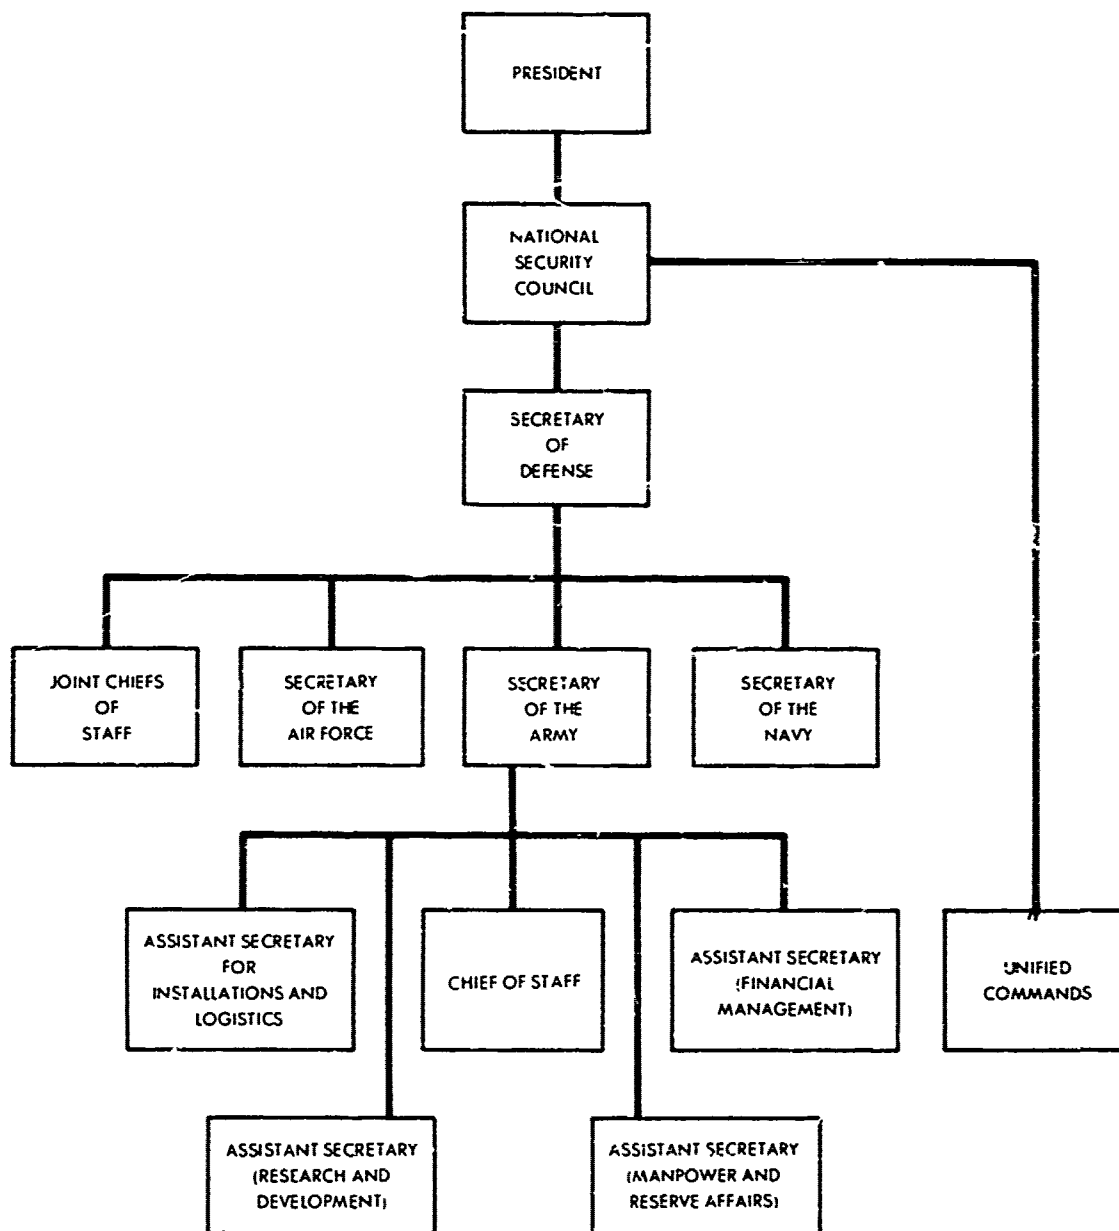 PRESIDENT
NATIONAL
SECURITY
COUNCIL
SECRETARY
OF
DEFENSE
JOINT CHIEFS
OF
STAFF
SECRETARY
OF THE
AIR FORCE
SECRETARY
OF THE
ARMY
SECRETARY
OF THE
NAVY
ASSISTANT SECRETARY
FOR
INSTALLATIONS AND
LOGISTICS
CHIEF OF STAFF
ASSISTANT SECRETARY
(FINANCIAL
MANAGEMENT)
UNIFIED
COMMANDS
ASSISTANT SECRETARY
(RESEARCH AND
DEVELOPMENT)
ASSISTANT SECRETARY
(MANPOWER AND
RESERVE AFFAIRS)